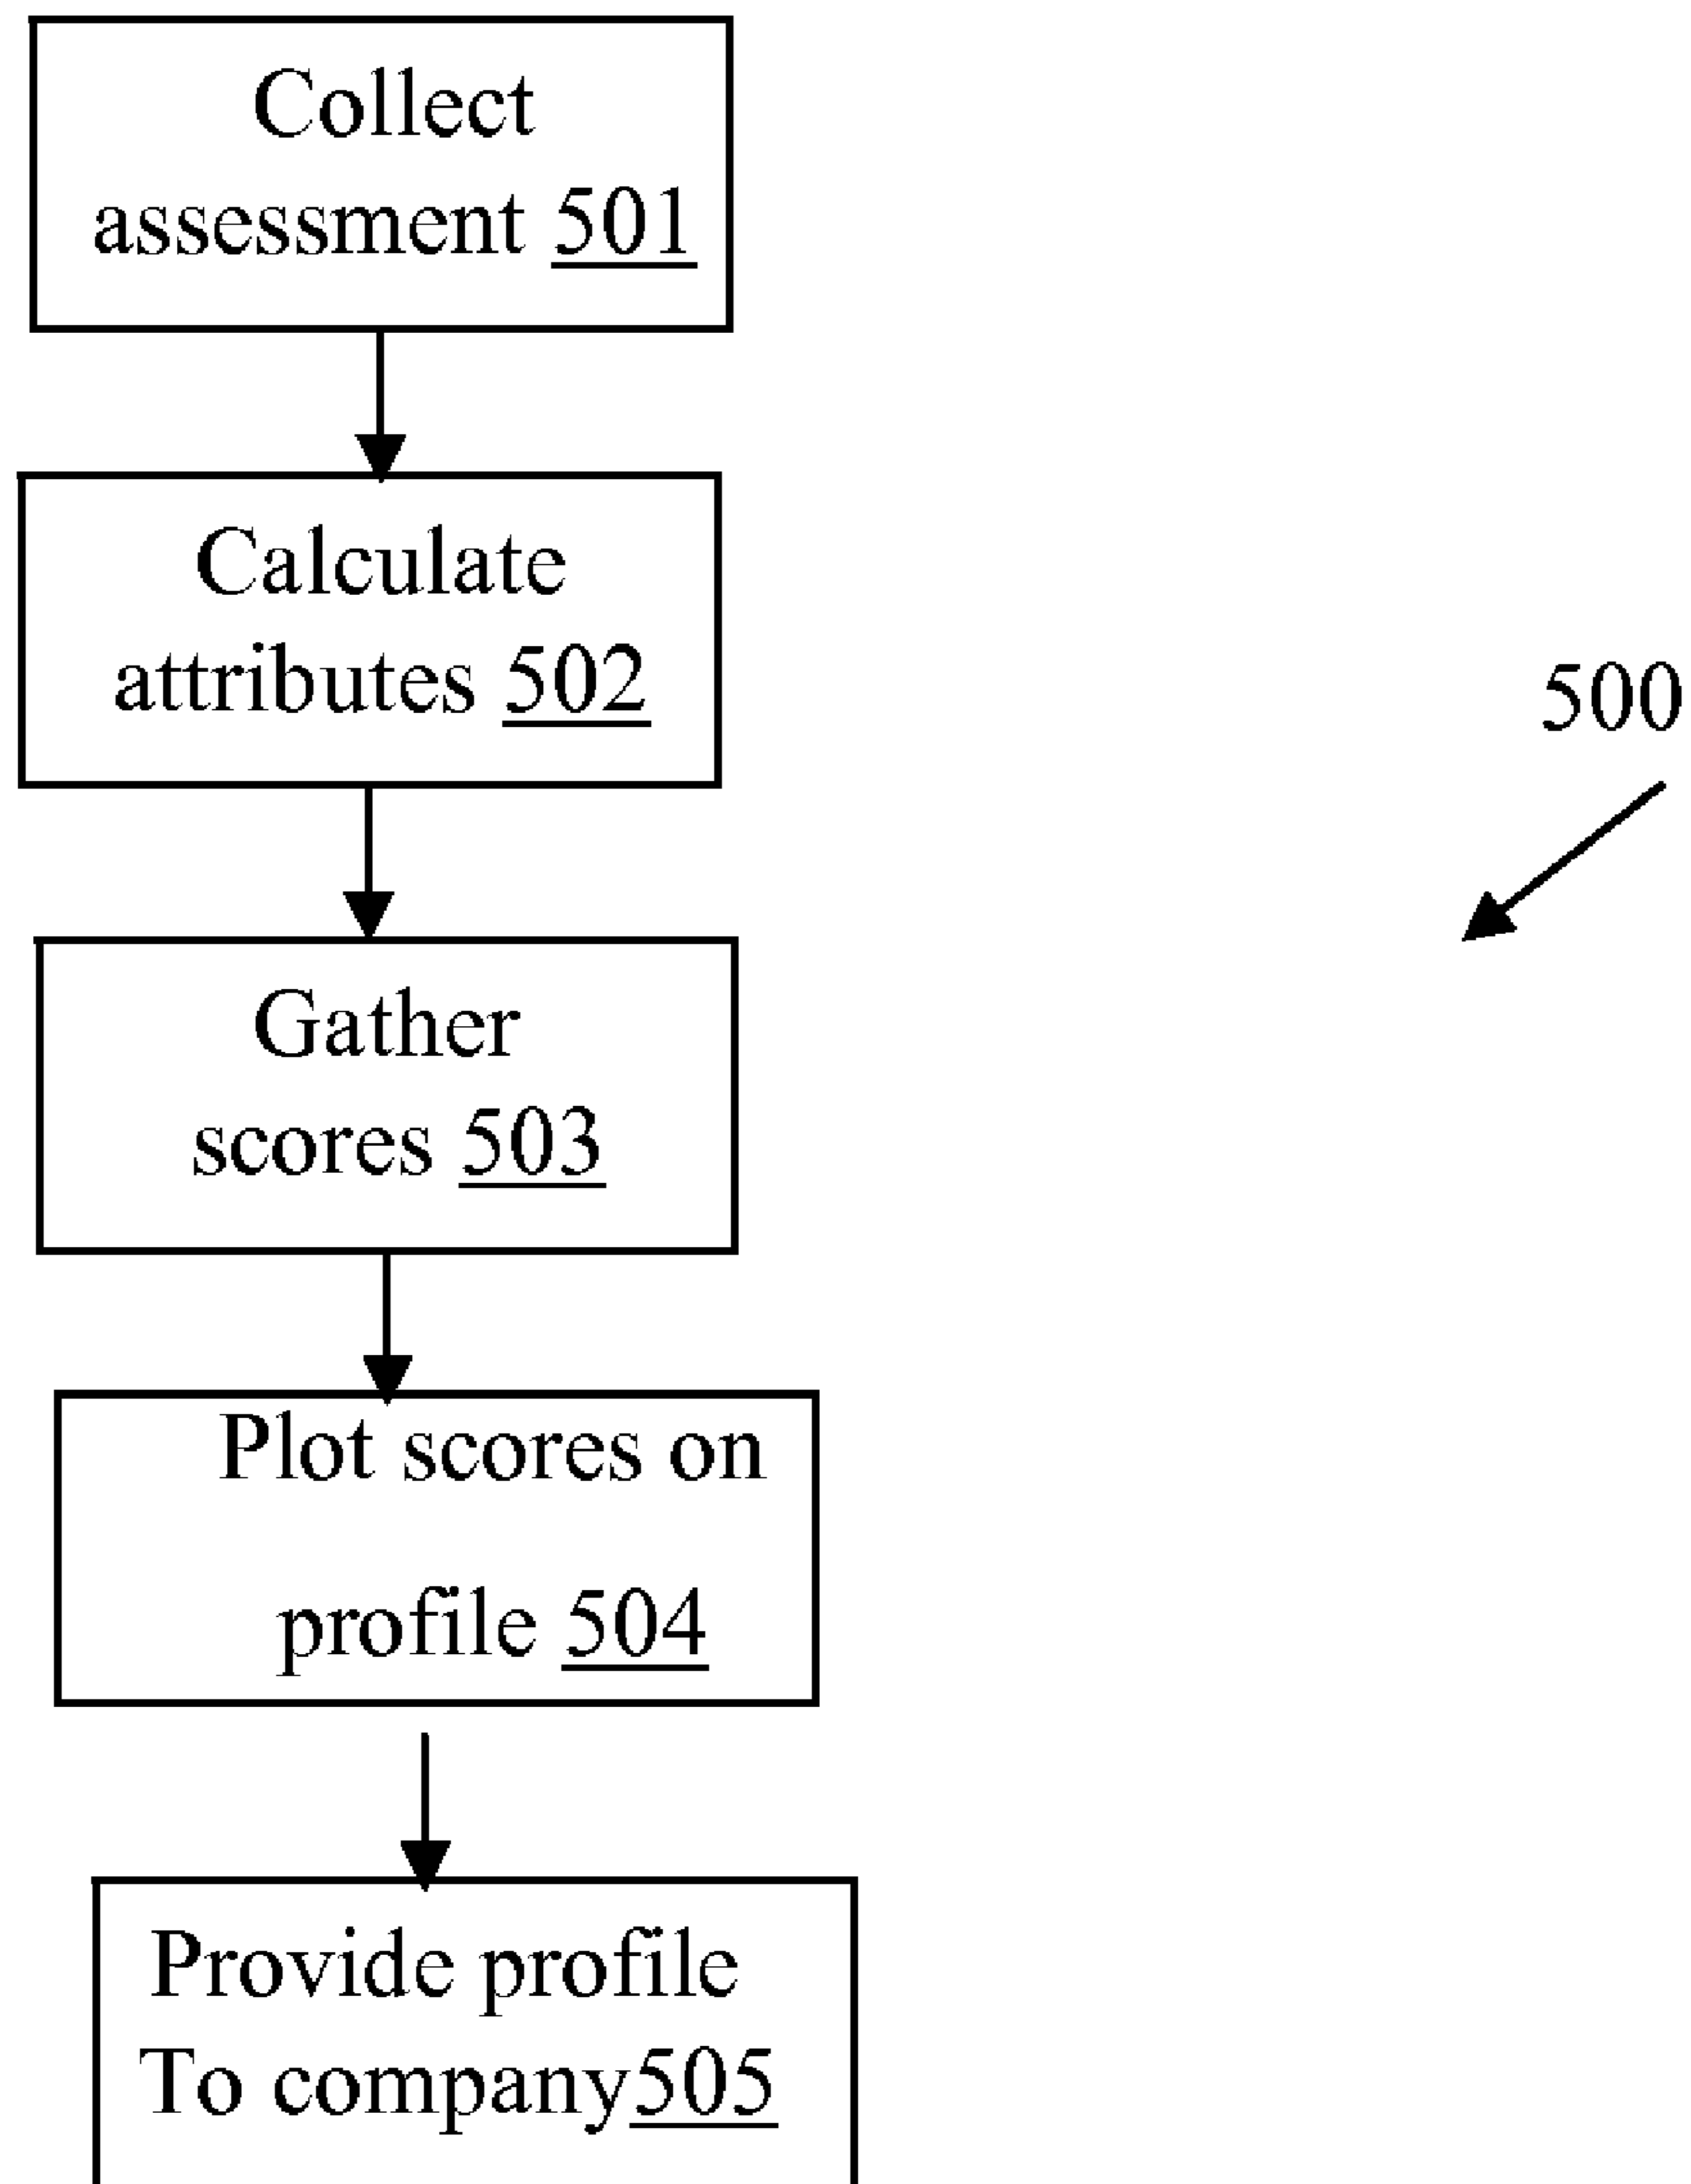 Collect
assessment 501
Calculate
attributes 502
500
Gather
scores 503
Plot scores on
profile 504
Provide profile
To company505